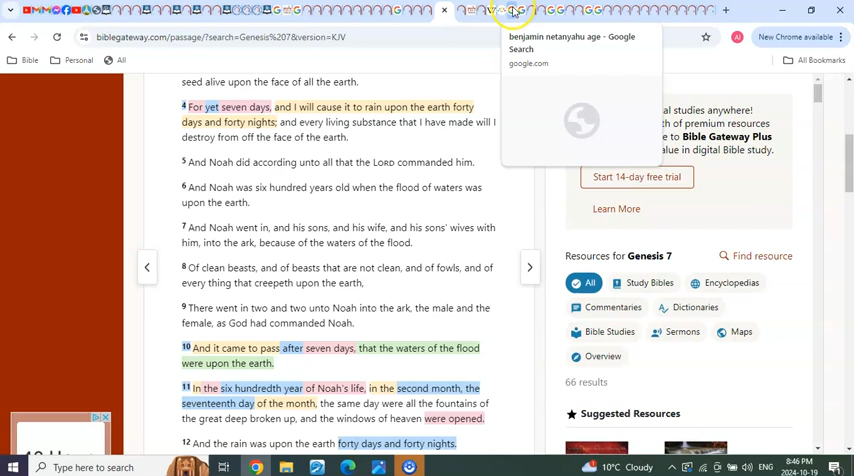 biblegateway.com/passage/?search=Genesis%207&version=KJV
AI
New Chrome available
Bible
Personal
All
All Bookmarks
benjamin netanyahu age - Google
Search
google.com
seed alive upon the face of all the earth.
4 For yet seven days, and I will cause it to rain upon the earth forty
days and forty nights; and every living substance that I have made will I
destroy from off the face of the earth.
5 And Noah did according unto all that the LORD commanded him.
6 And Noah was six hundred years old when the flood of waters was
upon the earth.
7 And Noah went in, and his sons, and his wife, and his sons' wives with
him, into the ark, because of the waters of the flood.
8 Of clean beasts, and of beasts that are not clean, and of fowls, and of
every thing that creepeth upon the earth,
9 There went in two and two unto Noah into the ark, the male and the
female, as God had commanded Noah.
10 And it came to pass after seven days, that the waters of the flood
were upon the earth.
11 In the six hundredth year of Noah's life, in the second month, the
seventeenth day of the month, the same day were all the fountains of
the great deep broken up, and the windows of heaven were opened.
12 And the rain was upon the earth forty days and forty nights.
al studies anywhere!
of premium resources
e to Bible Gateway Plus
alue in digital Bible study.
Start 14-day free trial
Learn More
Resources for Genesis 7
Find resource
All
Study Bibles
Encyclopedias
Commentaries
Dictionaries
Bible Studies
Sermons
Maps
Overview
66 results
Suggested Resources
Type here to search
10°C Cloudy
ENG
8:46 PM
2024-10-19